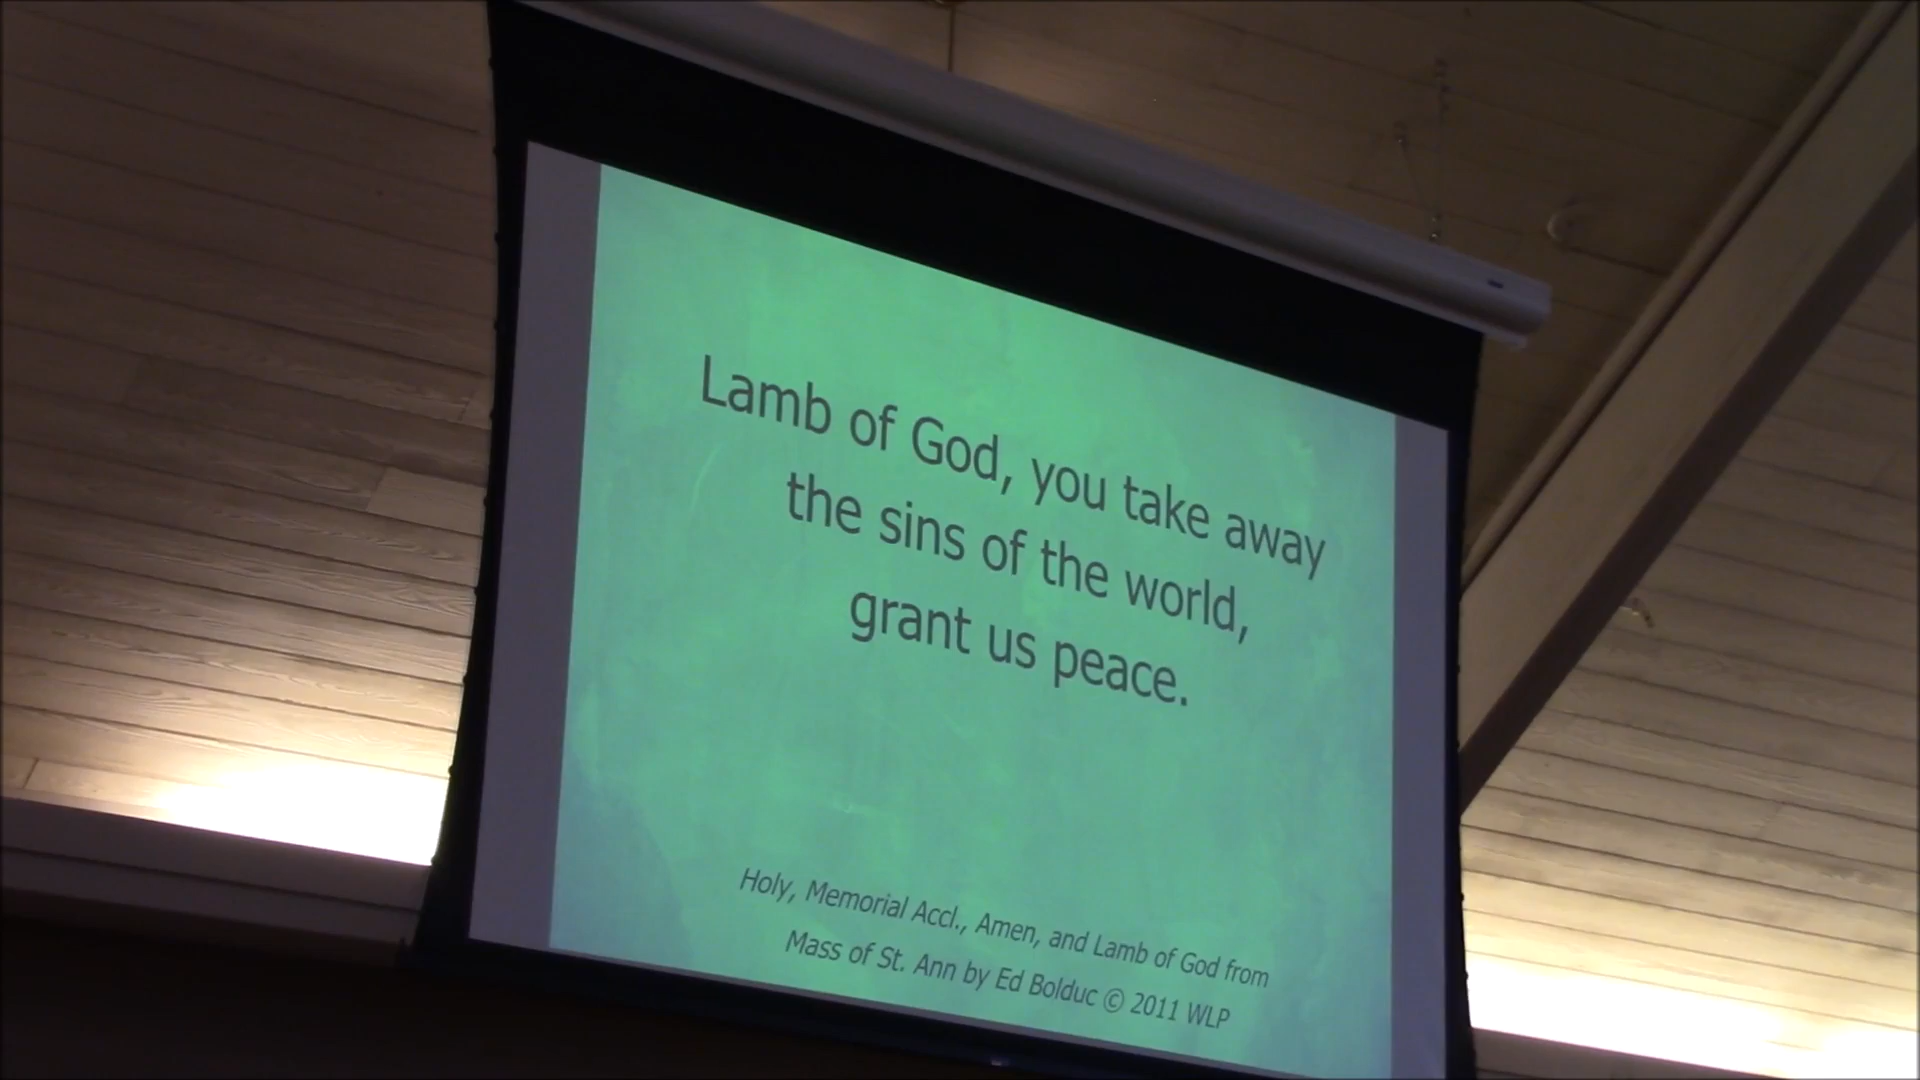 Lamb of God, you take away
the sins of the world,
grant us peace.
Holy, Memorial Accl., Amen, and Lamb of God from
Mass of St. Ann by Ed Bolduc © 2011 WLP